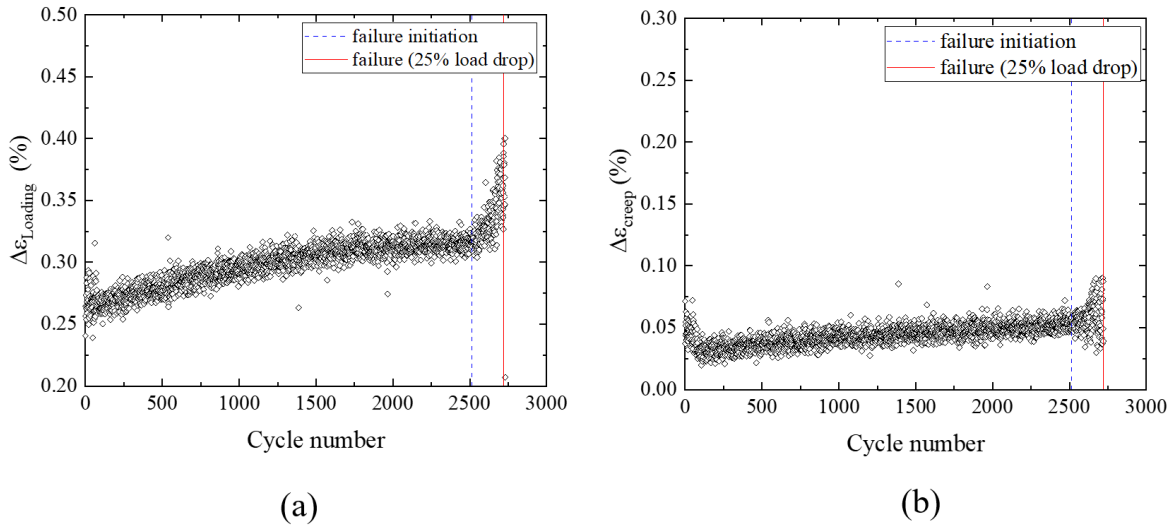 0.50
failure initiation
failure (25% load drop)
0.45
0.40
0.35
0.30
0.25
0.20
Δε_Loading (%)
0 500 1000 1500 2000 2500 3000
Cycle number
(a)
0.30
failure initiation
failure (25% load drop)
0.25
0.20
0.15
0.10
0.05
0.00
Δε_creep (%)
0 500 1000 1500 2000 2500 3000
Cycle number
(b)